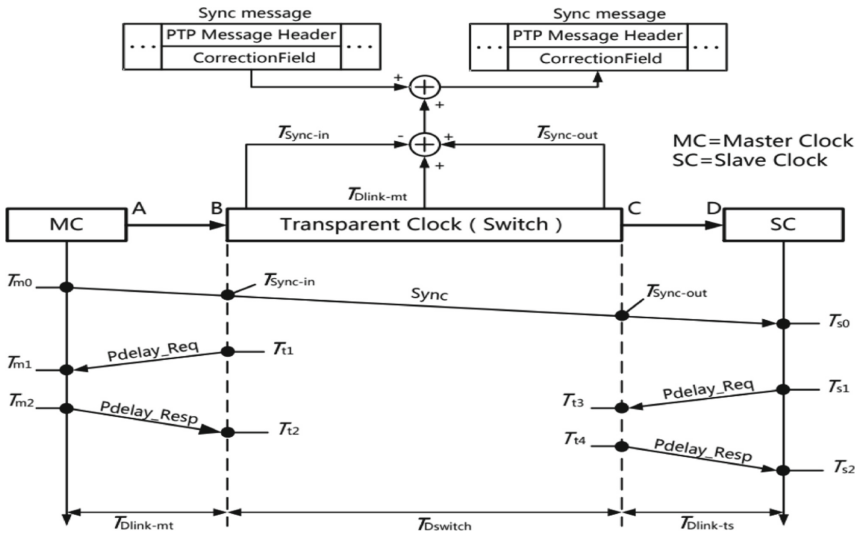 Sync message
Sync message
... PTP Message Header ...
CorrectionField
... PTP Message Header ...
CorrectionField
+
+
+
TSync-in
-
+
TSync-out
+
MC=Master Clock
SC=Slave Clock
TDlink-mt
MC
A
B
Transparent Clock ( Switch )
C
D
SC
Tm0
TSync-in
Sync
TSync-out
Ts0
Tm1
Pdelay_Req
Tt1
Tm2
Pdelay_Resp
Tt2
Tt3
Pdelay_Req
Ts1
Tt4
Pdelay_Resp
Ts2
TDlink-mt
TDswitch
TDlink-ts